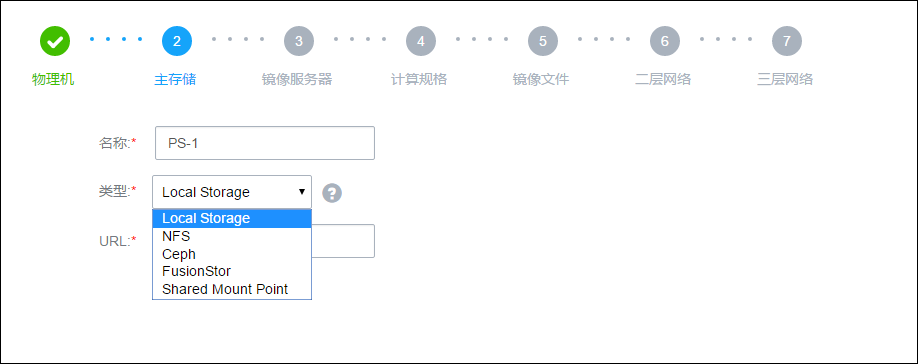 2 3 4 5 6 7
物理机 主存储 镜像服务器 计算规格 镜像文件 二层网络 三层网络
名称:* PS-1
类型:* Local Storage ?
Local Storage
NFS
URL:*
Ceph
FusionStor
Shared Mount Point